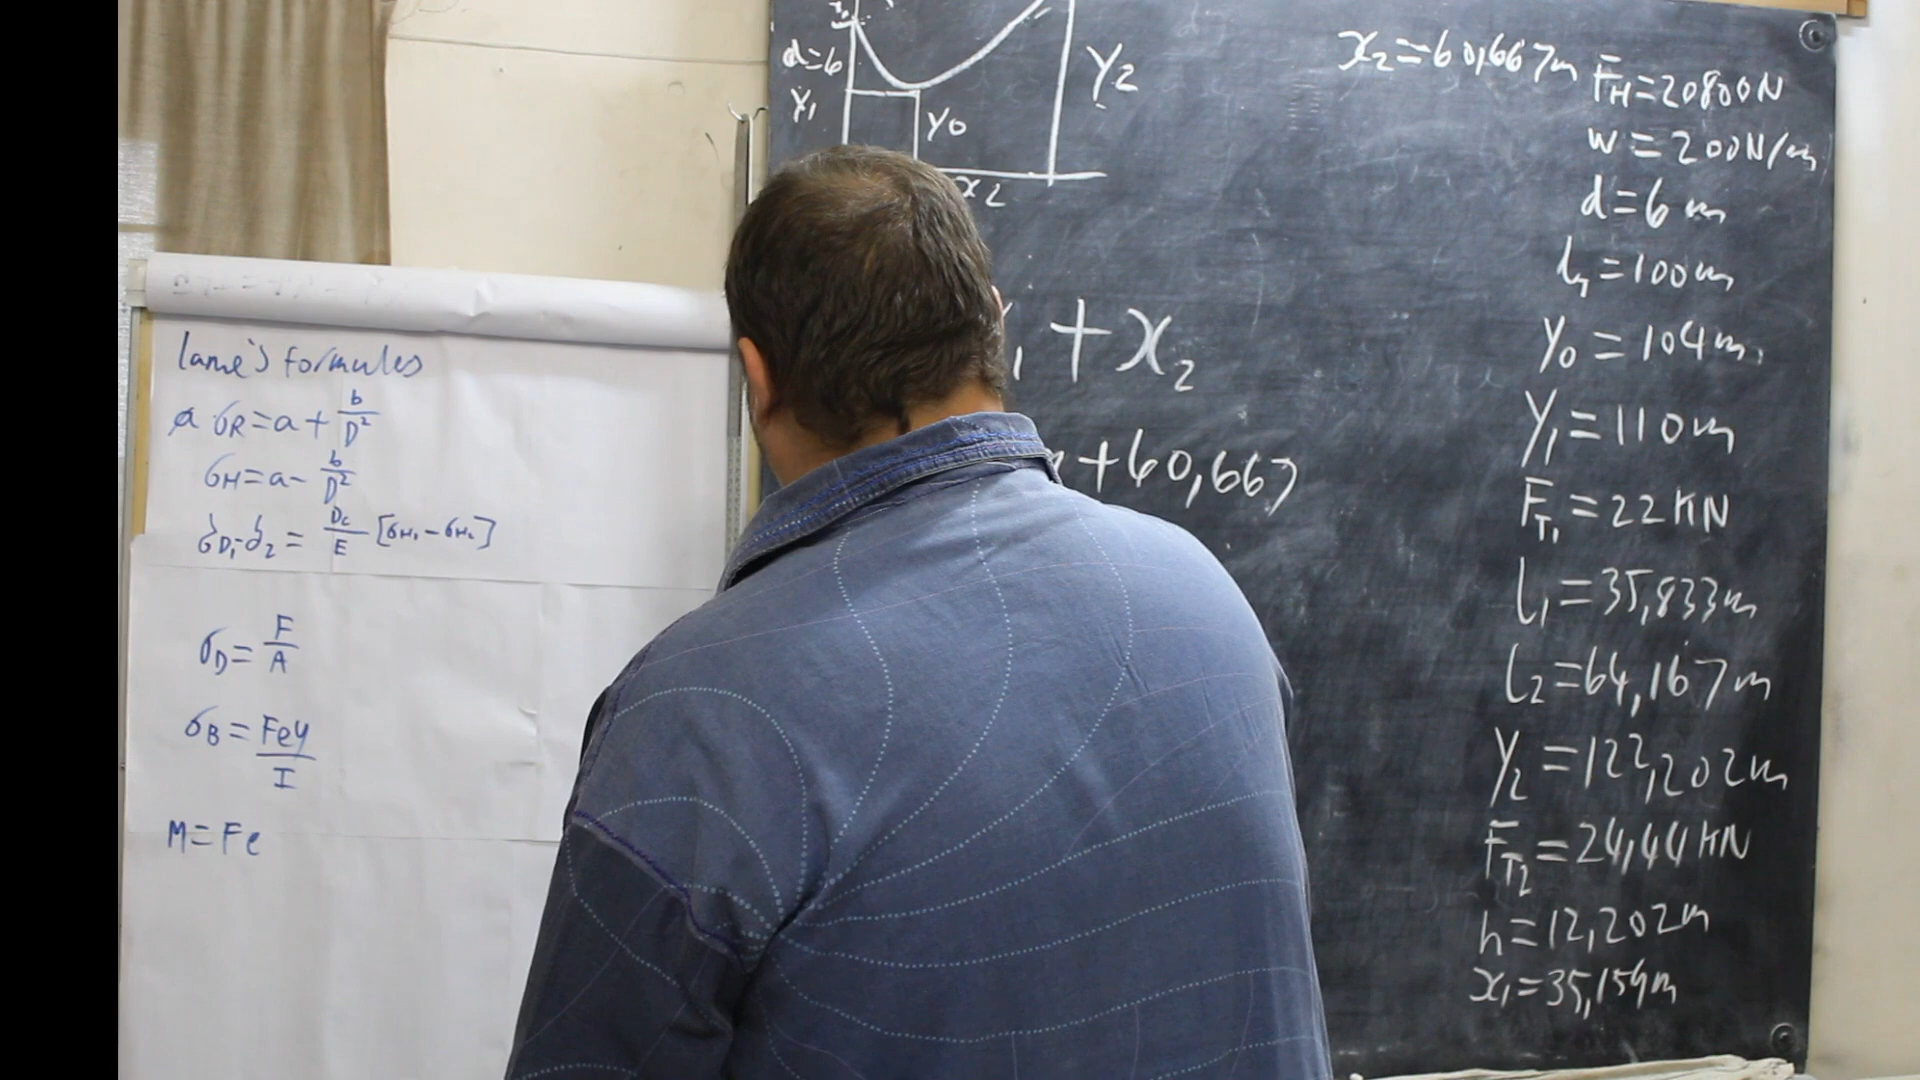 lame's formules
σR=a+b/D²
σH=a-b/D²
δD₁-δ₂=Dc/E[σH₁-σH₂]
σD=F/A
σB=Fey/I
M=Fe
d=6
Y₁
Y0
Y2
x2
+x₂
+60,667
x₂=60,667m
FH=20800N
w=200N/m
d=6m
=100m
Y₀=104m
Y₁=110m
FT₁=22KN
l₁=35,833m
l₂=64,167m
Y₂=122,202m
FT₂=24,44KN
h=12,202m
x₁=35,159m